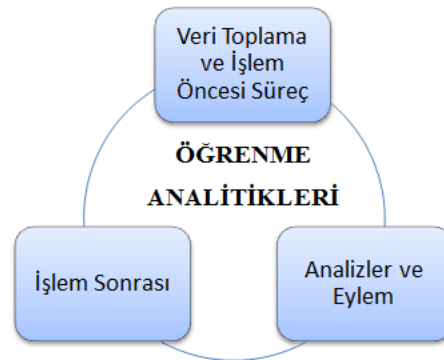 Veri Toplama
ve İşlem
Öncesi Süreç
ÖĞRENME
ANALİTİKLERİ
İşlem Sonrası
Analizler ve
Eylem